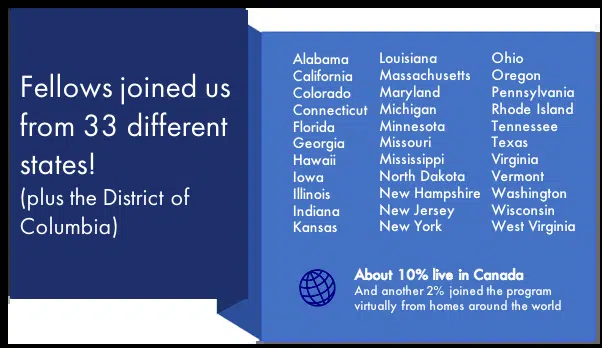 Fellows joined us
from 33 different
states!
(plus the District of
Columbia)
Alabama
California
Colorado
Connecticut
Florida
Georgia
Hawaii
Iowa
Illinois
Indiana
Kansas
Louisiana
Massachusetts
Maryland
Michigan
Minnesota
Missouri
Mississippi
North Dakota
New Hampshire
New Jersey
New York
Ohio
Oregon
Pennsylvania
Rhode Island
Tennessee
Texas
Virginia
Vermont
Washington
Wisconsin
West Virginia
About 10% live in Canada
And another 2% joined the program
virtually from homes around the world